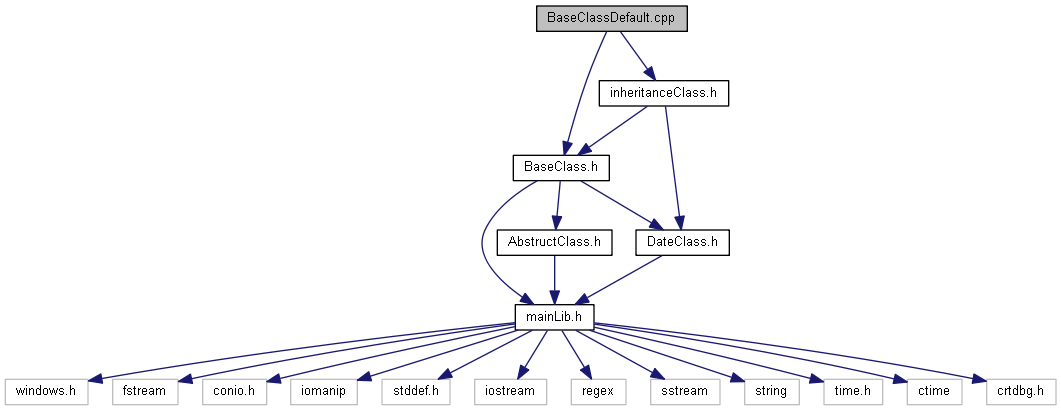 BaseClassDefault.cpp
inheritanceClass.h
BaseClass.h
AbstructClass.h
DateClass.h
mainLib.h
windows.h
fstream
conio.h
iomanip
stddef.h
iostream
regex
sstream
string
time.h
ctime
crtdbg.h